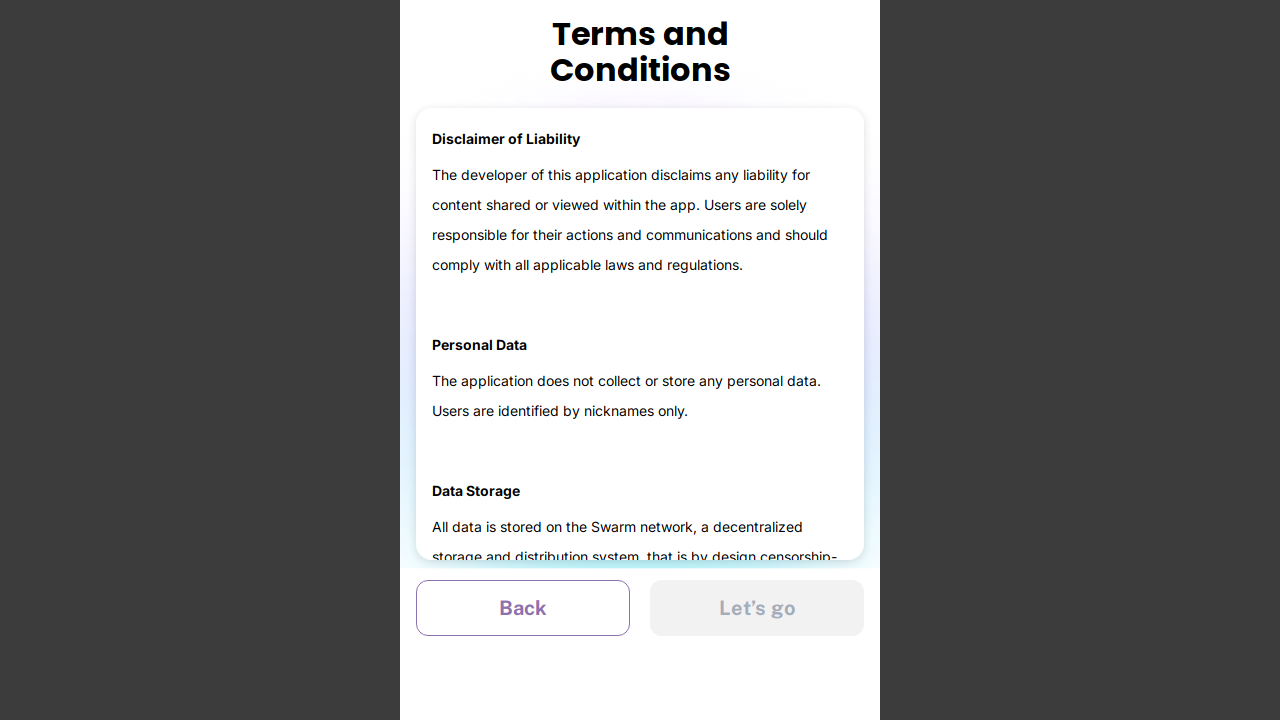 Terms and
Conditions
Disclaimer of Liability
The developer of this application disclaims any liability for
content shared or viewed within the app. Users are solely
responsible for their actions and communications and should
comply with all applicable laws and regulations.
Personal Data
The application does not collect or store any personal data.
Users are identified by nicknames only.
Data Storage
All data is stored on the Swarm network, a decentralized
storage and distribution system, that is by design censorship-
Back
Let’s go